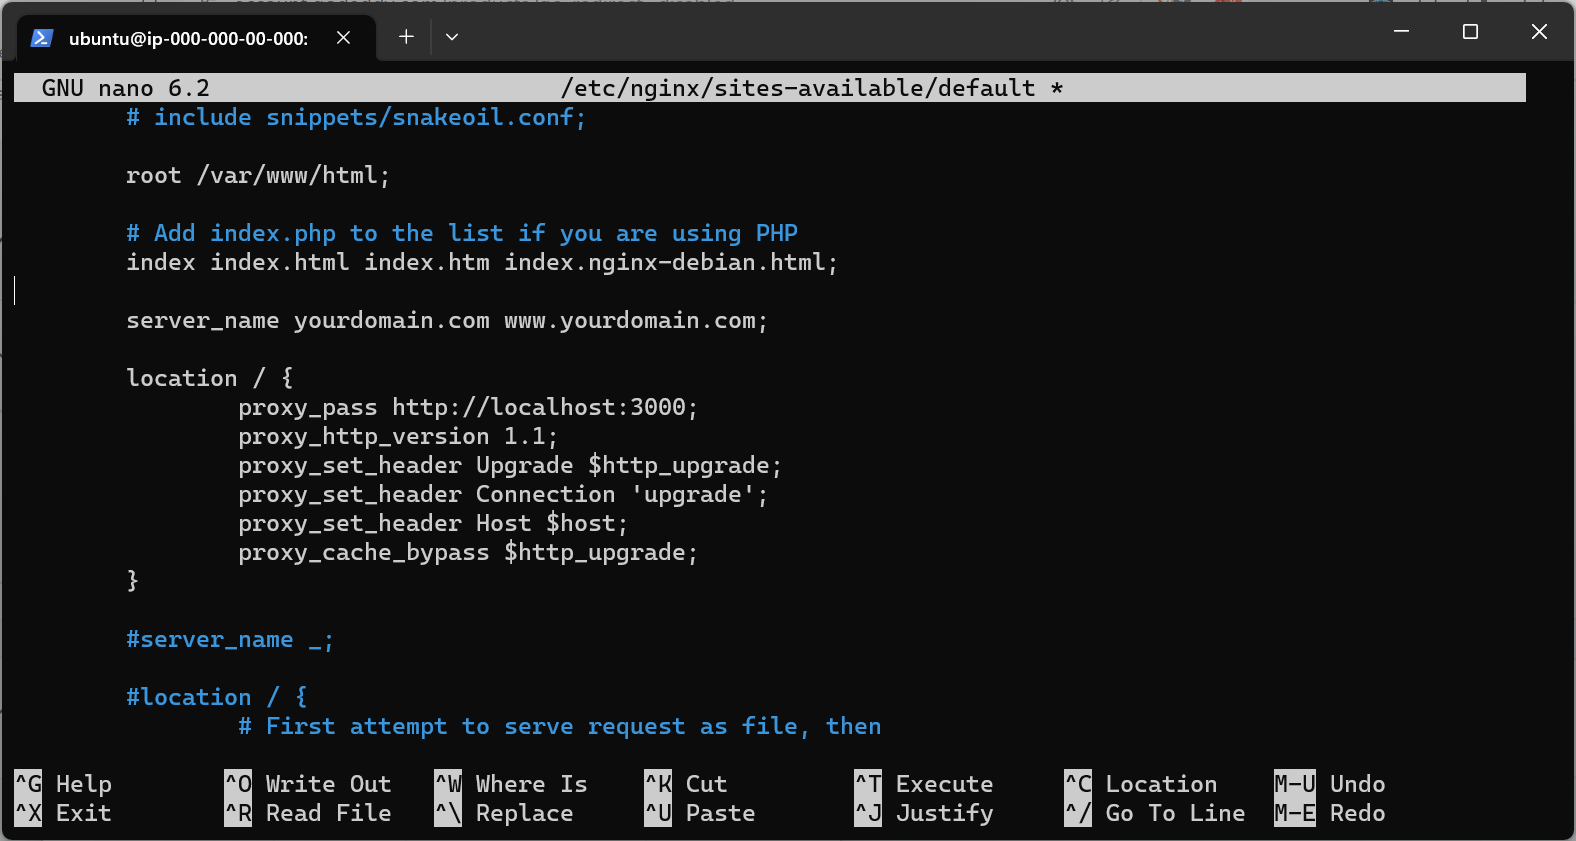 ubuntu@ip-000-000-00-000:
GNU nano 6.2 /etc/nginx/sites-available/default *
# include snippets/snakeoil.conf;
root /var/www/html;
# Add index.php to the list if you are using PHP
index index.html index.htm index.nginx-debian.html;
server_name yourdomain.com www.yourdomain.com;
location / {
proxy_pass http://localhost:3000;
proxy_http_version 1.1;
proxy_set_header Upgrade $http_upgrade;
proxy_set_header Connection 'upgrade';
proxy_set_header Host $host;
proxy_cache_bypass $http_upgrade;
}
#server_name _;
#location / {
# First attempt to serve request as file, then
^G Help ^O Write Out ^W Where Is ^K Cut ^T Execute ^C Location M-U Undo
^X Exit ^R Read File ^\ Replace ^U Paste ^J Justify ^/ Go To Line M-E Redo